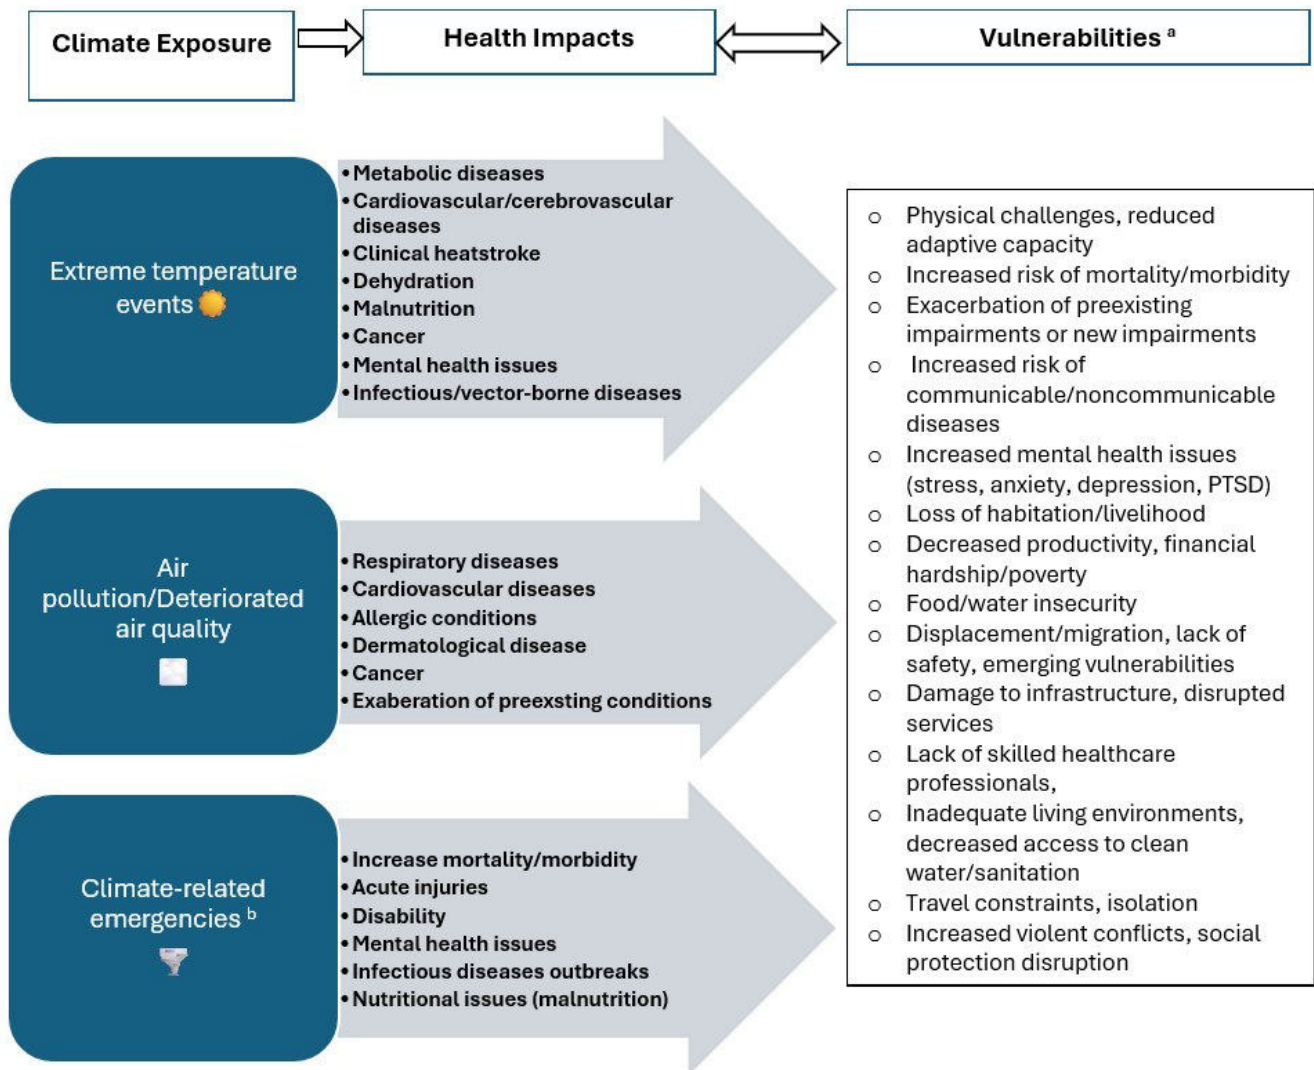 Climate Exposure
Health Impacts
Vulnerabilities ᵃ
Extreme temperature
events
•Metabolic diseases
•Cardiovascular/cerebrovascular
diseases
•Clinical heatstroke
•Dehydration
•Malnutrition
•Cancer
•Mental health issues
•Infectious/vector-borne diseases
Air
pollution/Deteriorated
air quality
•Respiratory diseases
•Cardiovascular diseases
•Allergic conditions
•Dermatological disease
•Cancer
•Exaberation of preexsting conditions
Climate-related
emergencies ᵇ
•Increase mortality/morbidity
•Acute injuries
•Disability
•Mental health issues
•Infectious diseases outbreaks
•Nutritional issues (malnutrition)
o Physical challenges, reduced
adaptive capacity
o Increased risk of mortality/morbidity
o Exacerbation of preexisting
impairments or new impairments
o Increased risk of
communicable/noncommunicable
diseases
o Increased mental health issues
(stress, anxiety, depression, PTSD)
o Loss of habitation/livelihood
o Decreased productivity, financial
hardship/poverty
o Food/water insecurity
o Displacement/migration, lack of
safety, emerging vulnerabilities
o Damage to infrastructure, disrupted
services
o Lack of skilled healthcare
professionals,
o Inadequate living environments,
decreased access to clean
water/sanitation
o Travel constraints, isolation
o Increased violent conflicts, social
protection disruption